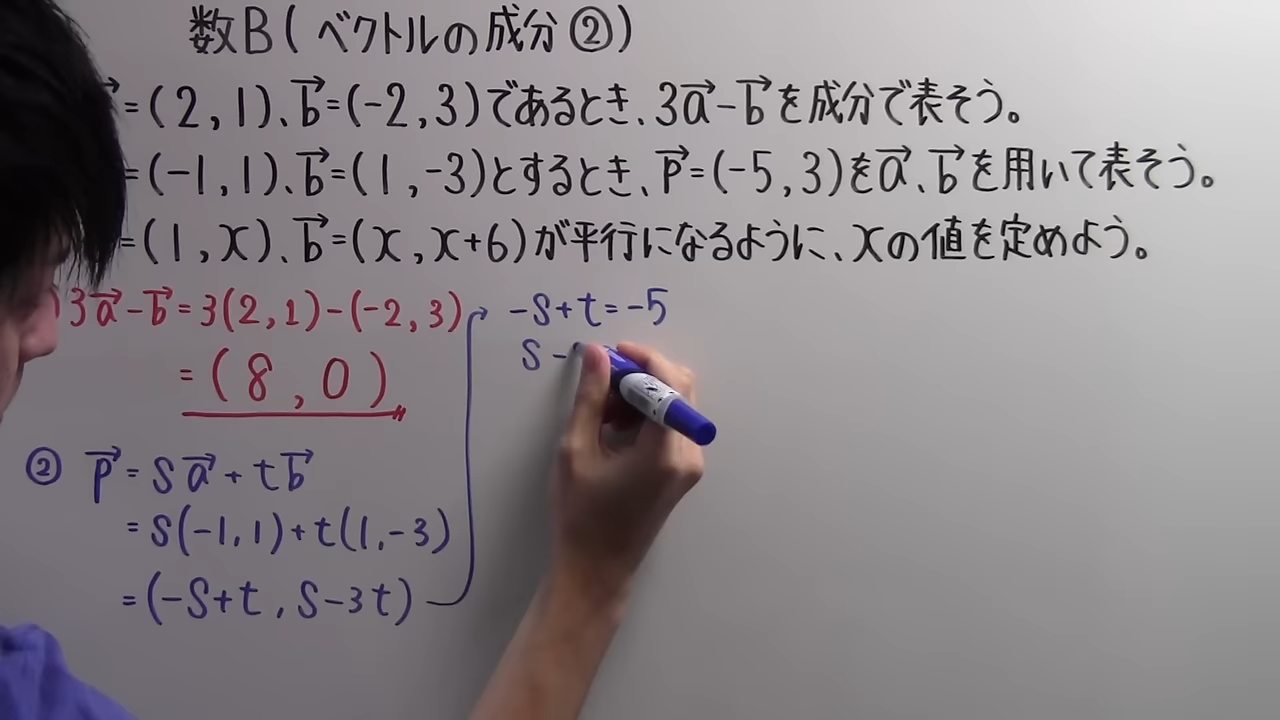 数B(ベクトルの成分②)
=(2,1)、b→=(-2,3)であるとき、3a→-b→を成分で表そう。
=(-1,1)、b→=(1,-3)とするとき、p→=(-5,3)をa→、b→を用いて表そう。
=(1,x)、b→=(x,x+6)が平行になるように、xの値を定めよう。
3a→-b→=3(2,1)-(-2,3)
=(8,0)
② p→=sa→+tb→
=s(-1,1)+t(1,-3)
=(-s+t,s-3t)
-s+t=-5
s-